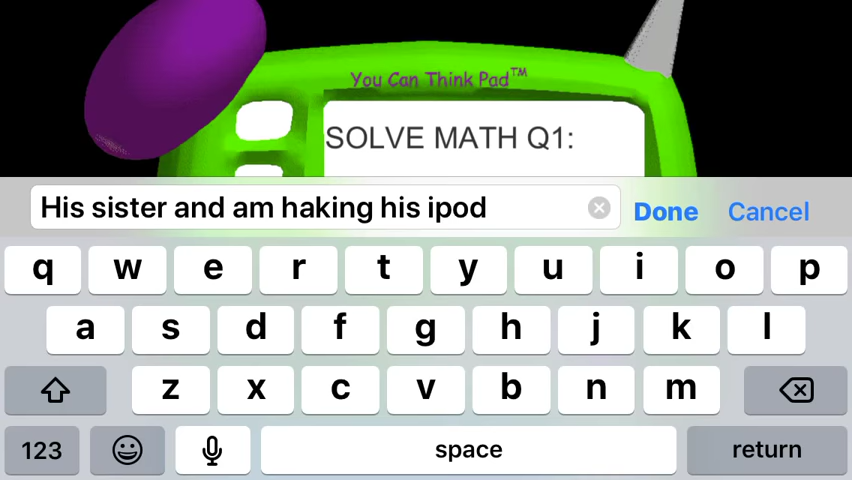 You Can Think Pad™
SOLVE MATH Q1:
His sister and am haking his ipod
Done Cancel
q w e r t y u i o p
a s d f g h j k l
z x c v b n m
123 space return